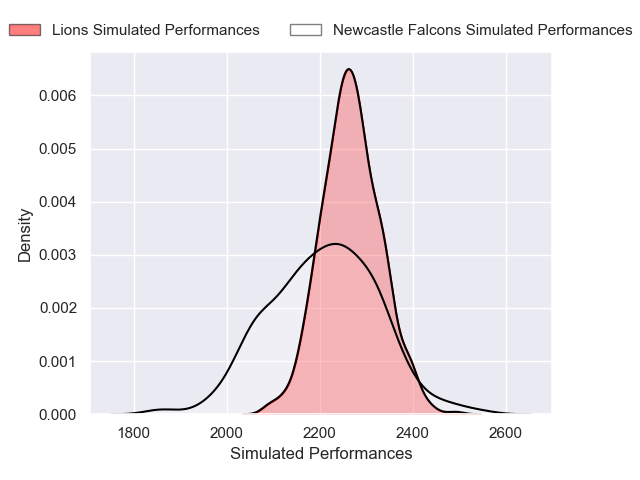 Lions Simulated Performances
Newcastle Falcons Simulated Performances
0.006
0.005
0.004
0.003
0.002
0.001
0.000
Density
1800 2000 2200 2400 2600
Simulated Performances